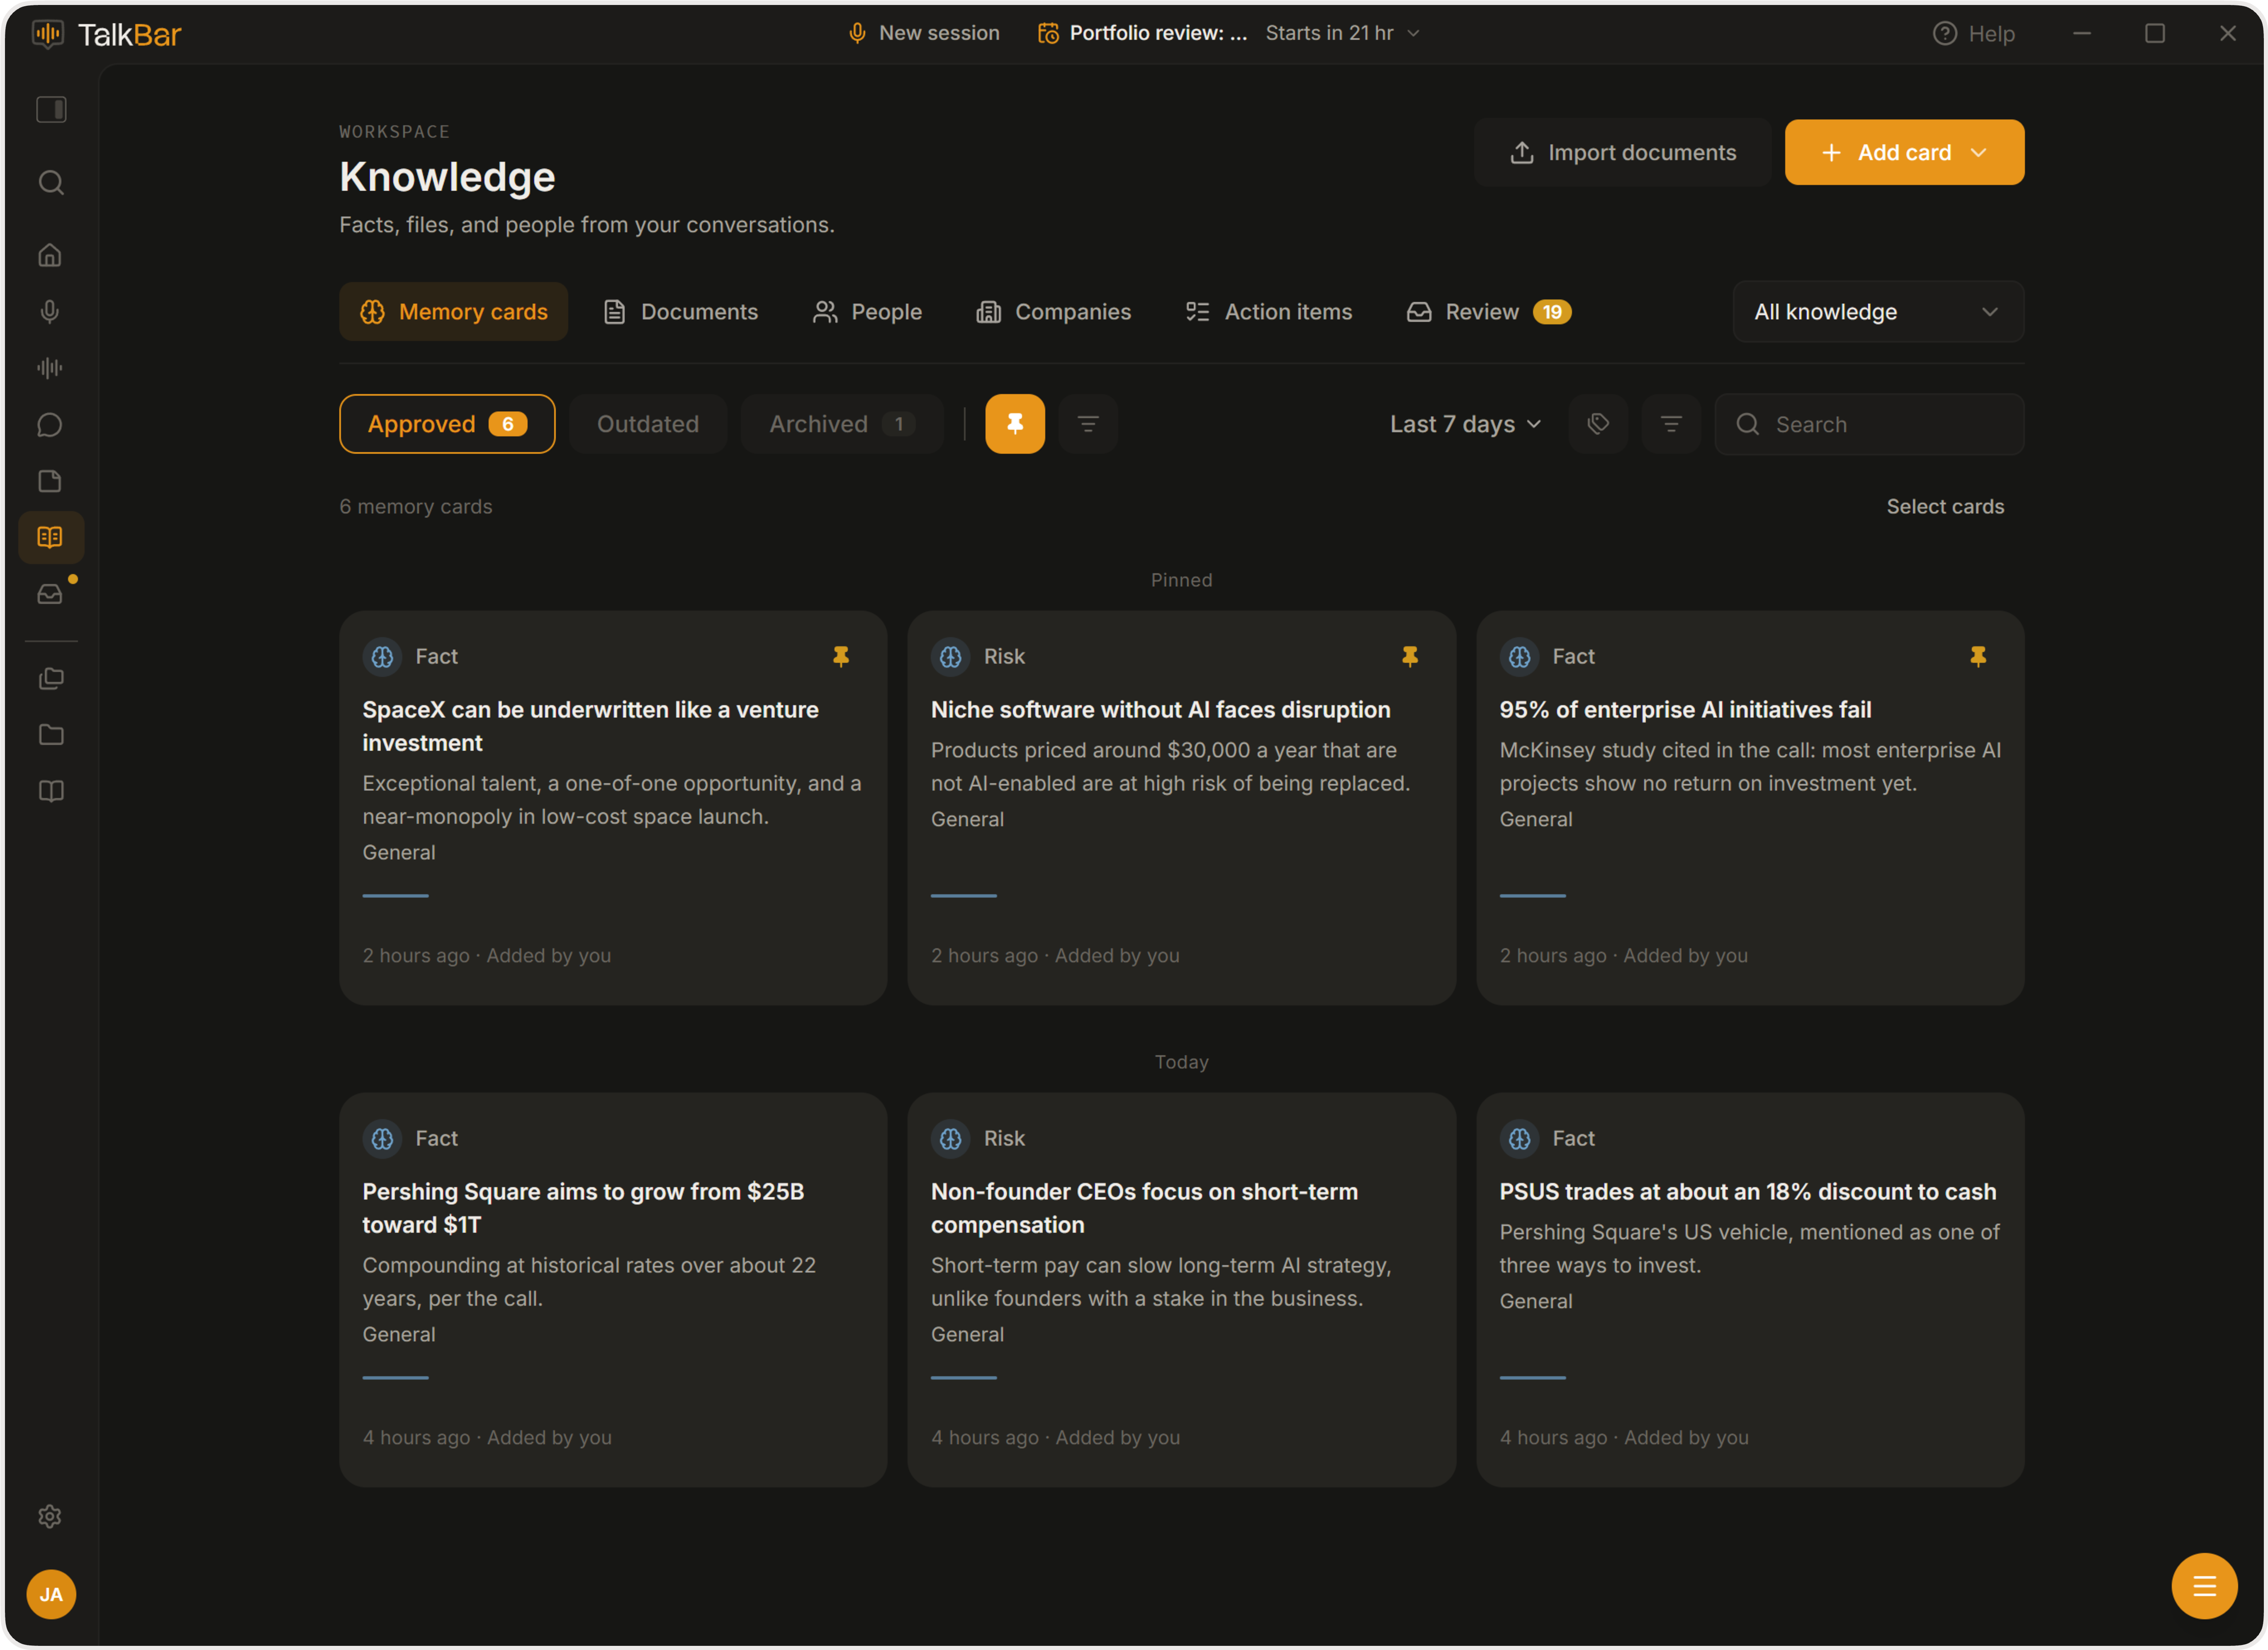 TalkBar
New session
Portfolio review: ... Starts in 21 hr
Help
WORKSPACE
Knowledge
Facts, files, and people from your conversations.
Import documents
Add card
Memory cards
Documents
People
Companies
Action items
Review 19
All knowledge
Approved 6
Outdated
Archived 1
Last 7 days
Search
6 memory cards
Select cards
Pinned
Fact
SpaceX can be underwritten like a venture
investment
Exceptional talent, a one-of-one opportunity, and a
near-monopoly in low-cost space launch.
General
2 hours ago · Added by you
Risk
Niche software without AI faces disruption
Products priced around $30,000 a year that are
not AI-enabled are at high risk of being replaced.
General
2 hours ago · Added by you
Fact
95% of enterprise AI initiatives fail
McKinsey study cited in the call: most enterprise AI
projects show no return on investment yet.
General
2 hours ago · Added by you
Today
Fact
Pershing Square aims to grow from $25B
toward $1T
Compounding at historical rates over about 22
years, per the call.
General
4 hours ago · Added by you
Risk
Non-founder CEOs focus on short-term
compensation
Short-term pay can slow long-term AI strategy,
unlike founders with a stake in the business.
General
4 hours ago · Added by you
Fact
PSUS trades at about an 18% discount to cash
Pershing Square's US vehicle, mentioned as one of
three ways to invest.
General
4 hours ago · Added by you
JA